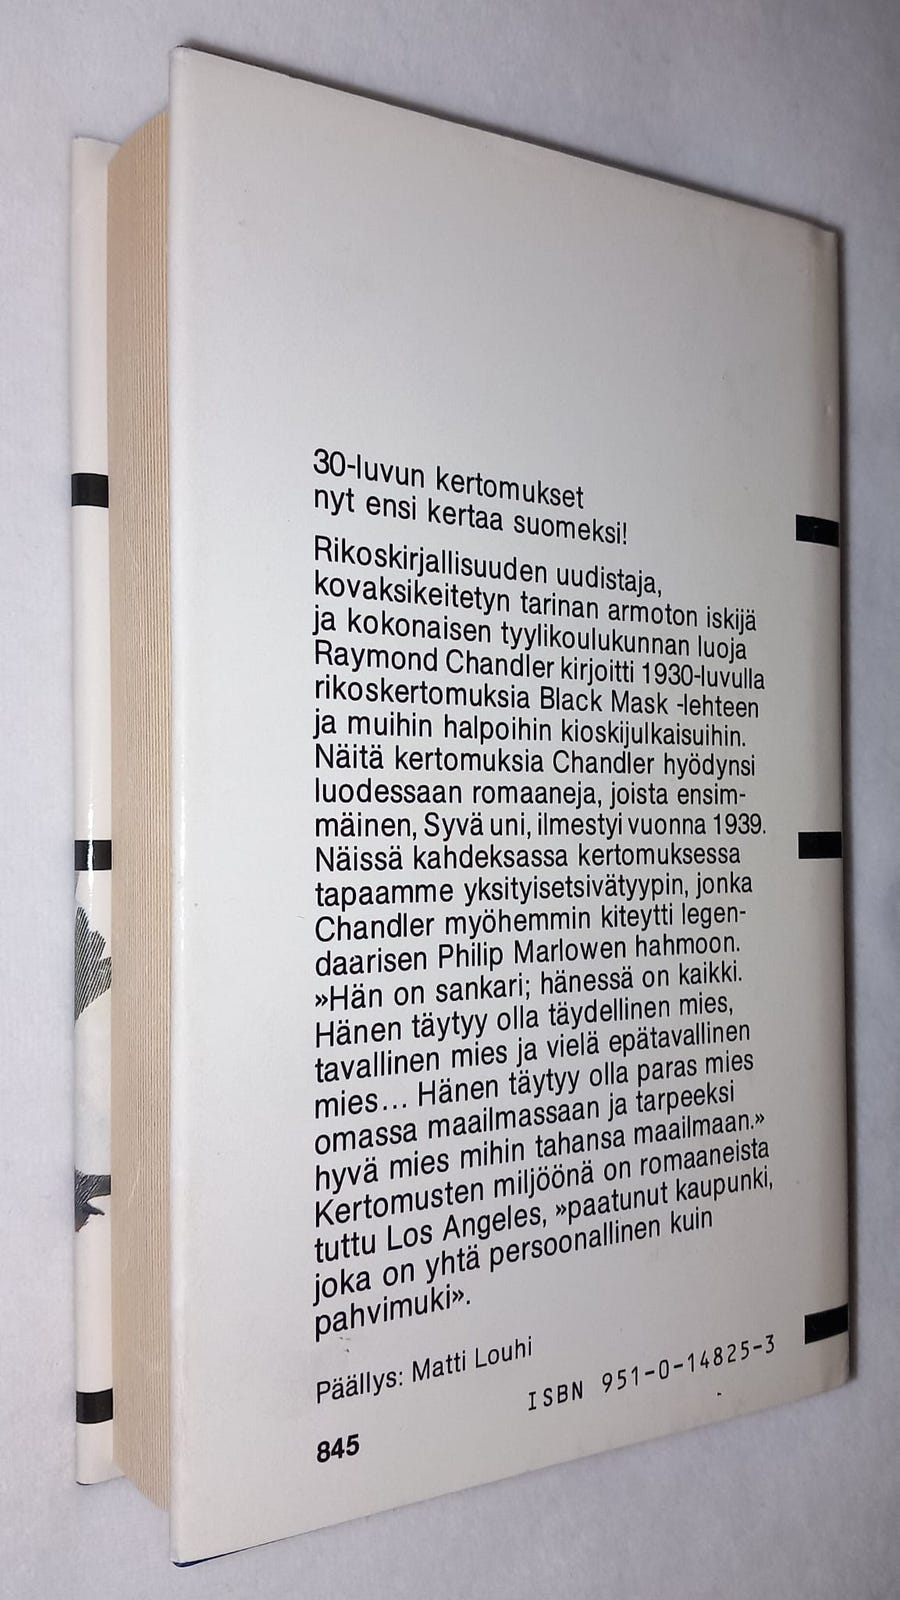 30-luvun kertomukset
nyt ensi kertaa suomeksi!
Rikoskirjallisuuden uudistaja,
kovaksikeitetyn tarinan armoton iskijä
ja kokonaisen tyylikoulukunnan luoja
Raymond Chandler kirjoitti 1930-luvulla
rikoskertomuksia Black Mask -lehteen
ja muihin halpoihin kioskijulkaisuihin.
Näitä kertomuksia Chandler hyödynsi
luodessaan romaaneja, joista ensim-
mäinen, Syvä uni, ilmestyi vuonna 1939.
Näissä kahdeksassa kertomuksessa
tapaamme yksityisetsivätyypin, jonka
Chandler myöhemmin kiteytti legen-
daarisen Philip Marlowen hahmoon.
»Hän on sankari; hänessä on kaikki.
Hänen täytyy olla täydellinen mies,
tavallinen mies ja vielä epätavallinen
mies... Hänen täytyy olla paras mies
omassa maailmassaan ja tarpeeksi
hyvä mies mihin tahansa maailmaan.»
Kertomusten miljöönä on romaaneista
tuttu Los Angeles, »paatunut kaupunki,
joka on yhtä persoonallinen kuin
pahvimuki».
Päällys: Matti Louhi
ISBN 951-0-14825-3
845